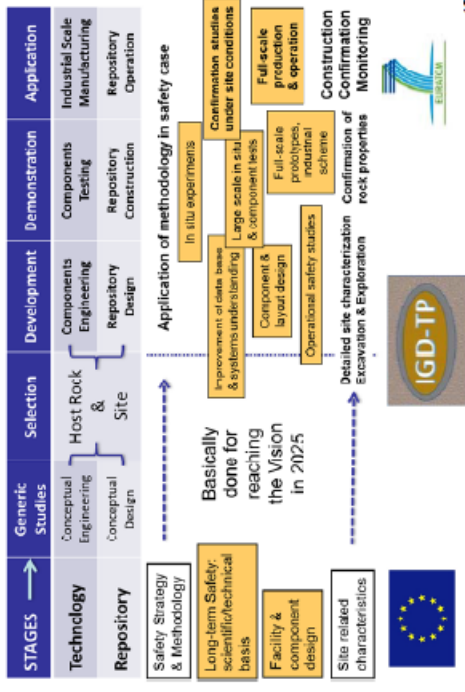 STAGES
Generic
Studies
Selection
Development
Demonstration
Application
Technology
Conceptual
Engineering
Host Rock
&
Site
Components
Engineering
Components
Testing
Industrial Scale
Manufacturing
Repository
Conceptual
Design
Repository
Design
Repository
Construction
Repository
Operation
Safety Strategy
& Methodology
Application of methodology in safety case
Long-term Safety:
scientific/technical
basis
Basically
done for
reaching
the Vision
in 2025
Improvement of data base
& systems understanding
In situ experiments
Large scale in situ
& component tests
Confirmation studies
under site conditions
Facility &
component
design
Component &
layout design
Operational safety studies
Full-scale
prototypes,
industrial
scheme
Full-scale
production
& operation
Site related
characteristics
Detailed site characterization
Excavation & Exploration
Confirmation of
rock properties
Construction
Confirmation
Monitoring
IGD-TP
EURATOM